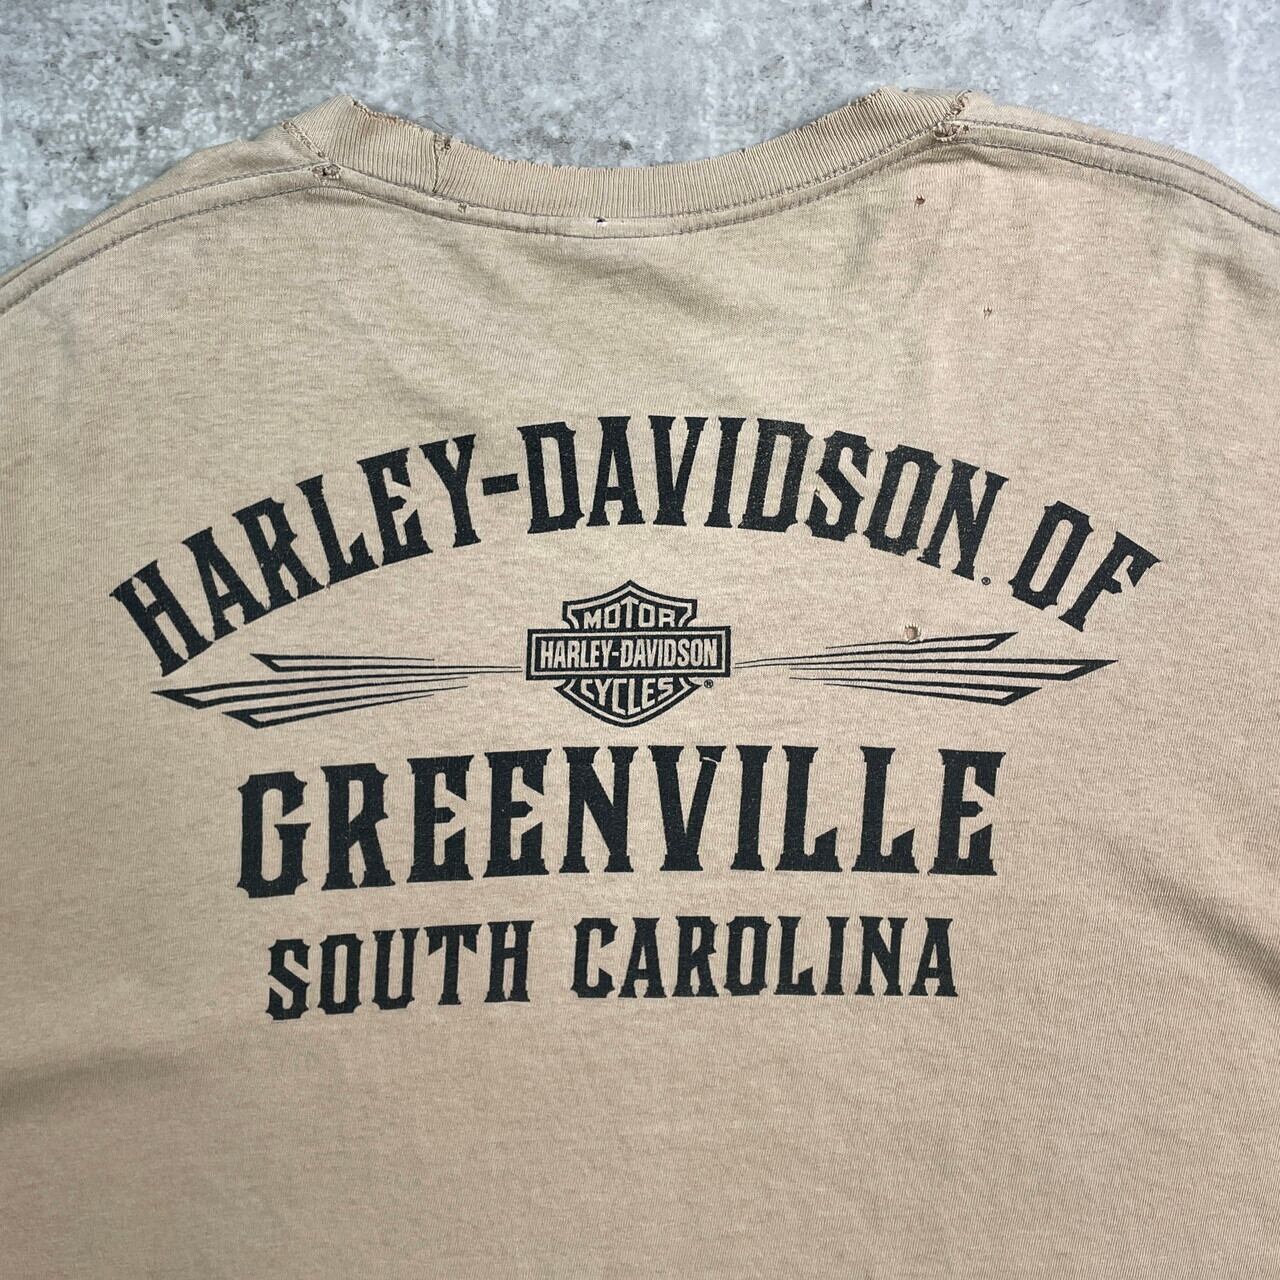 HARLEY-DAVIDSON® OF
MOTOR
HARLEY-DAVIDSON
CYCLES®
GREENVILLE
SOUTH CAROLINA